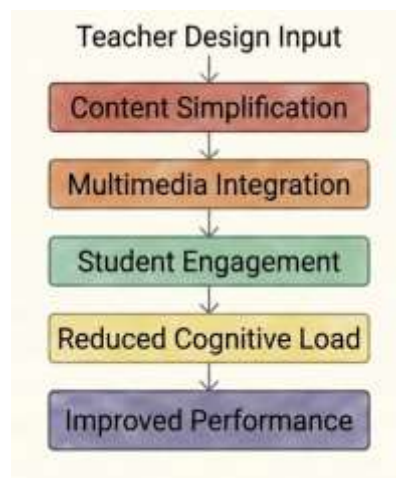 Teacher Design Input
Content Simplification
Multimedia Integration
Student Engagement
Reduced Cognitive Load
Improved Performance